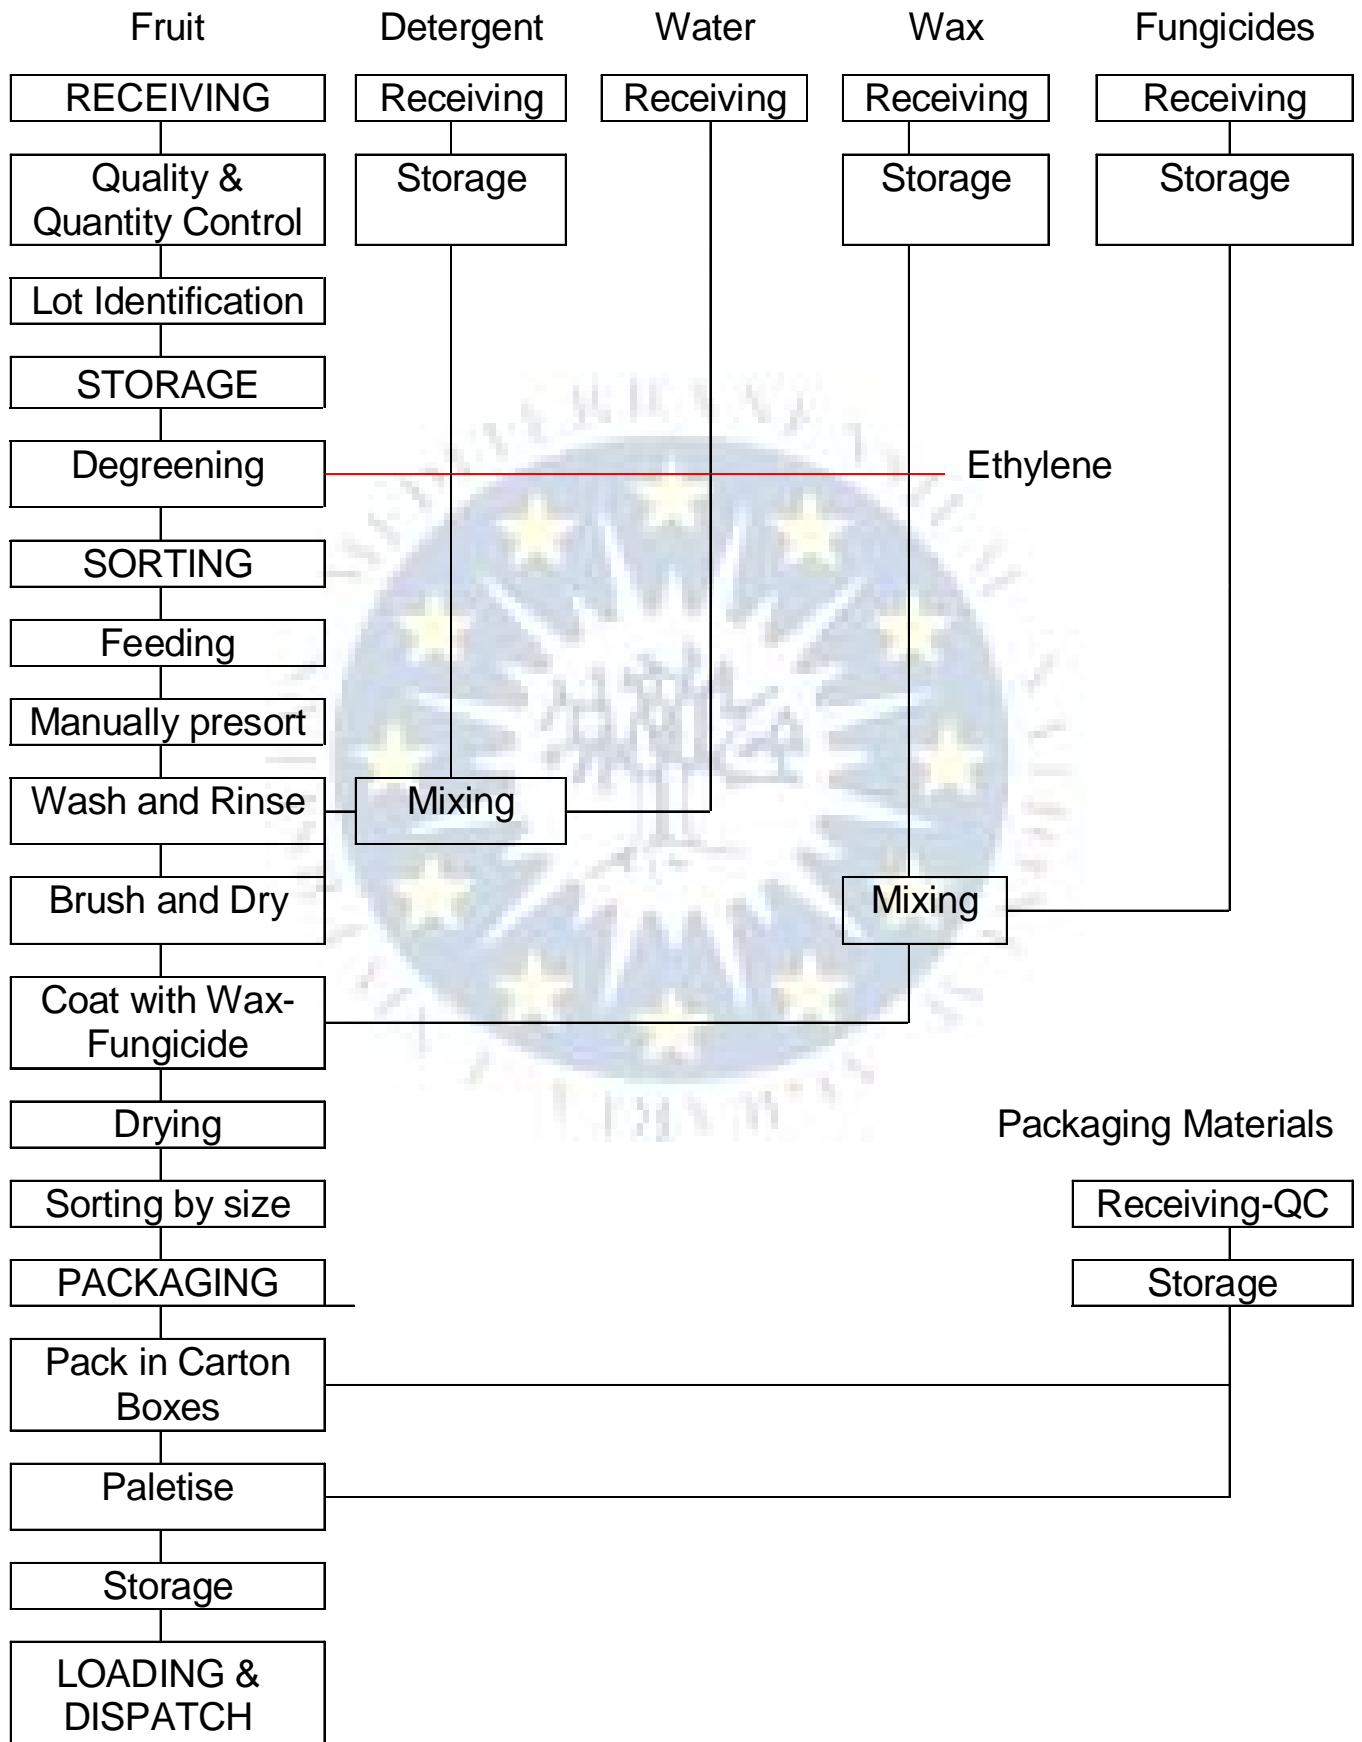 Fruit Detergent Water Wax Fungicides
RECEIVING Receiving Receiving Receiving Receiving
Quality & Storage Storage Storage
Quantity Control
Lot Identification
STORAGE
Degreening Ethylene
SORTING
Feeding
Manually presort
Wash and Rinse Mixing
Brush and Dry Mixing
Coat with Wax-
Fungicide
Drying Packaging Materials
Sorting by size Receiving-QC
PACKAGING Storage
Pack in Carton
Boxes
Paletise
Storage
LOADING &
DISPATCH